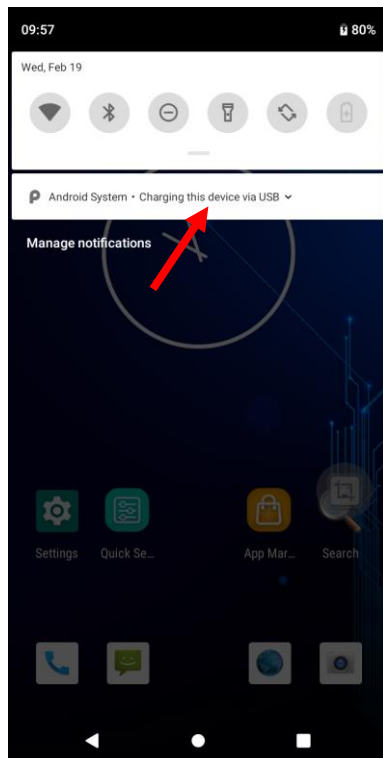 09:57 80%
Wed, Feb 19
Android System • Charging this device via USB
Manage notifications
Settings Quick Se... App Mar... Search